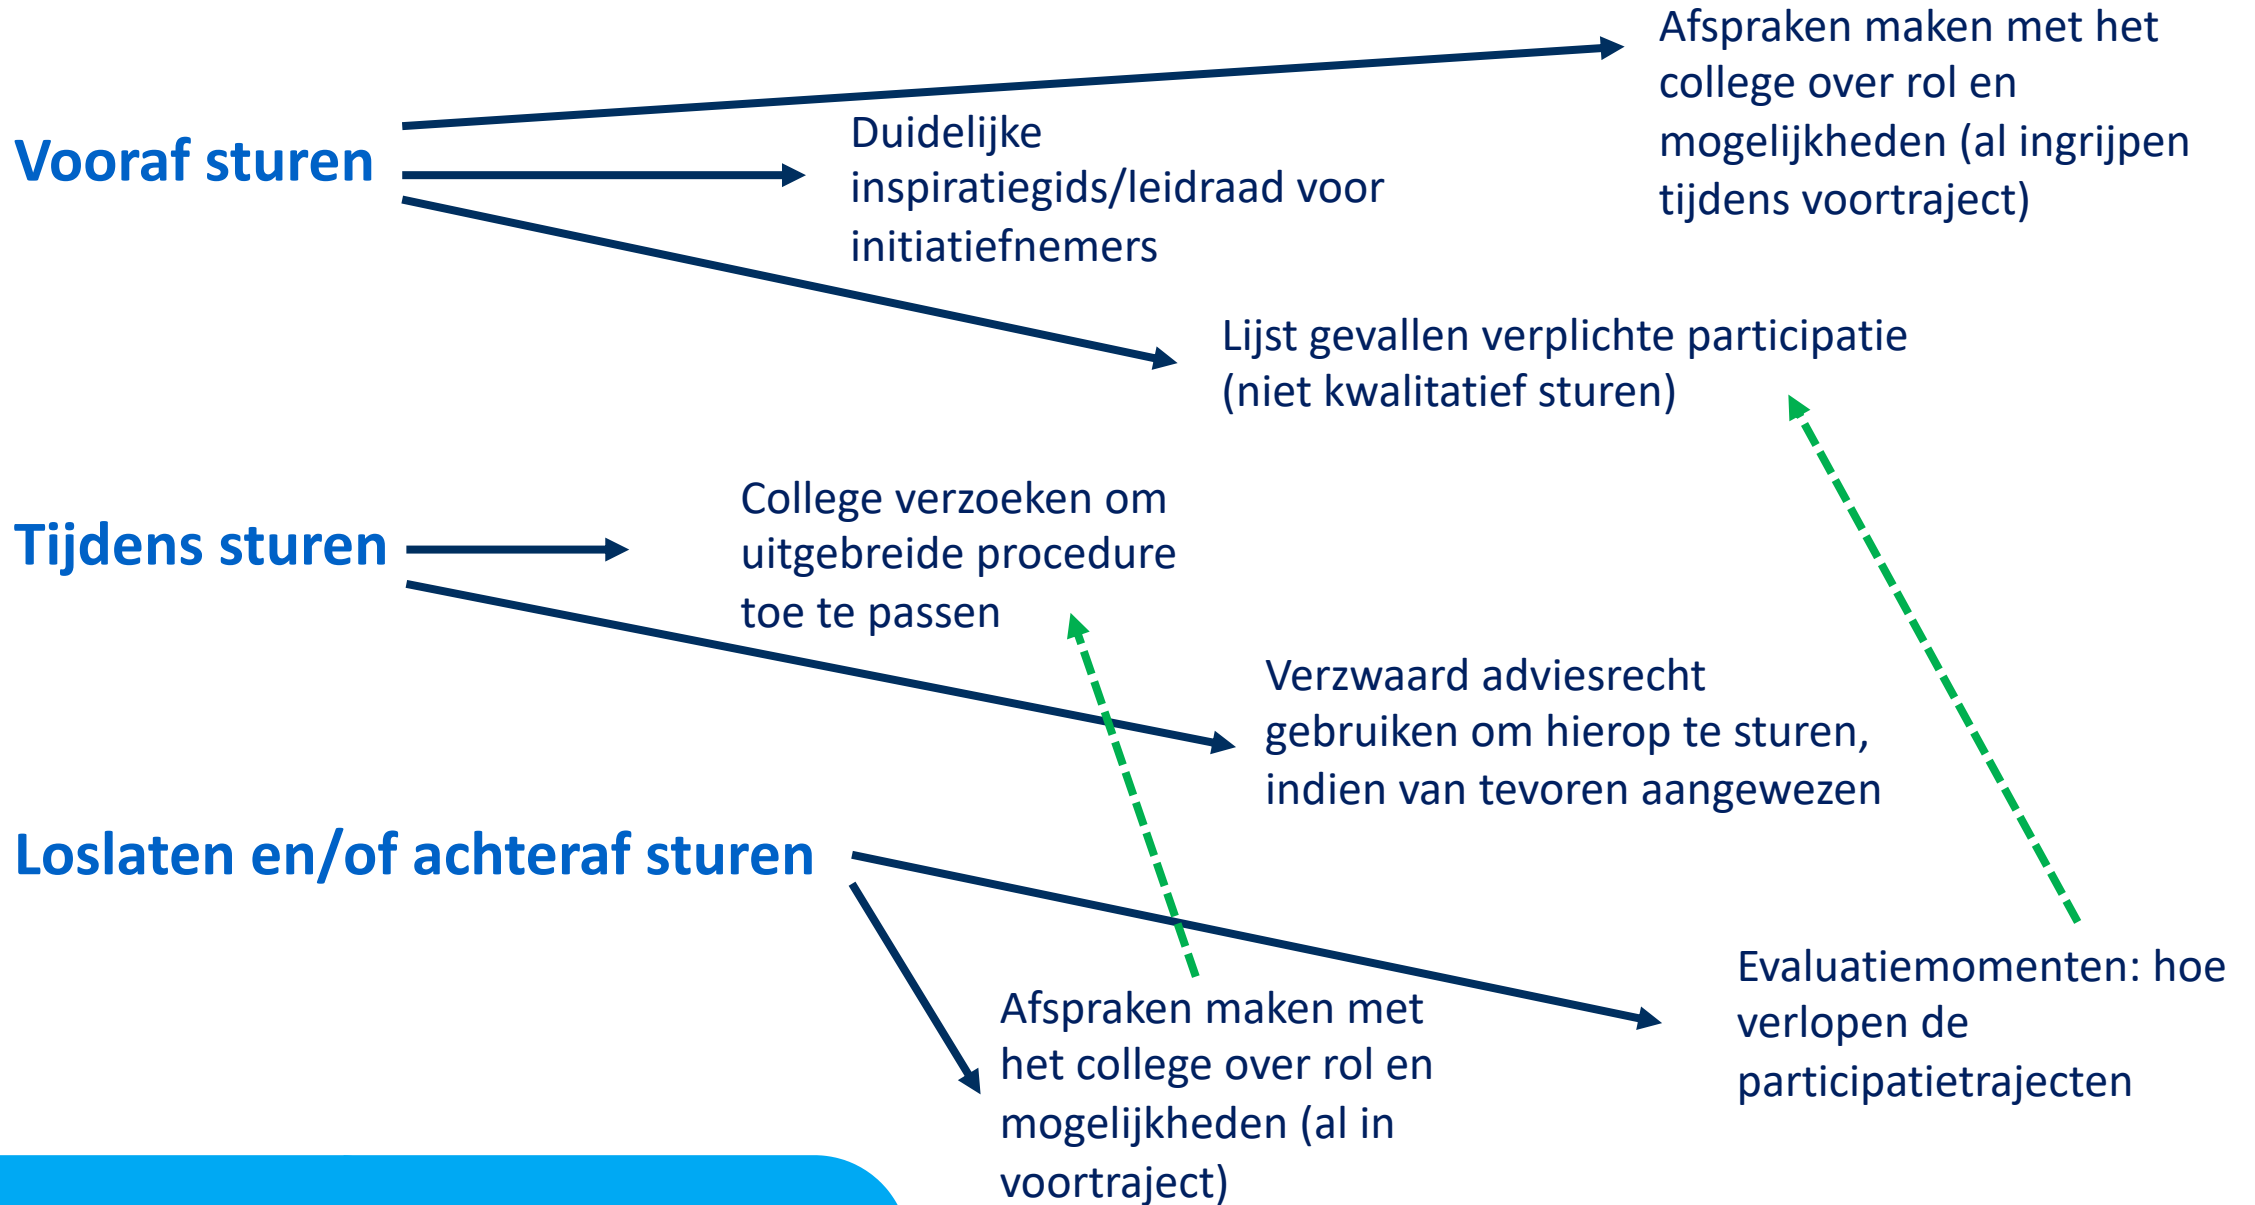 Afspraken maken met het
college over rol en
mogelijkheden (al ingrijpen
tijdens voortraject)
Vooraf sturen
Duidelijke
inspiratiegids/leidraad voor
initiatiefnemers
Lijst gevallen verplichte participatie
(niet kwalitatief sturen)
Tijdens sturen
College verzoeken om
uitgebreide procedure
toe te passen
Verzwaard adviesrecht
gebruiken om hierop te sturen,
indien van tevoren aangewezen
Loslaten en/of achteraf sturen
Evaluatiemomenten: hoe
verlopen de
participatietrajecten
Afspraken maken met
het college over rol en
mogelijkheden (al in
voortraject)